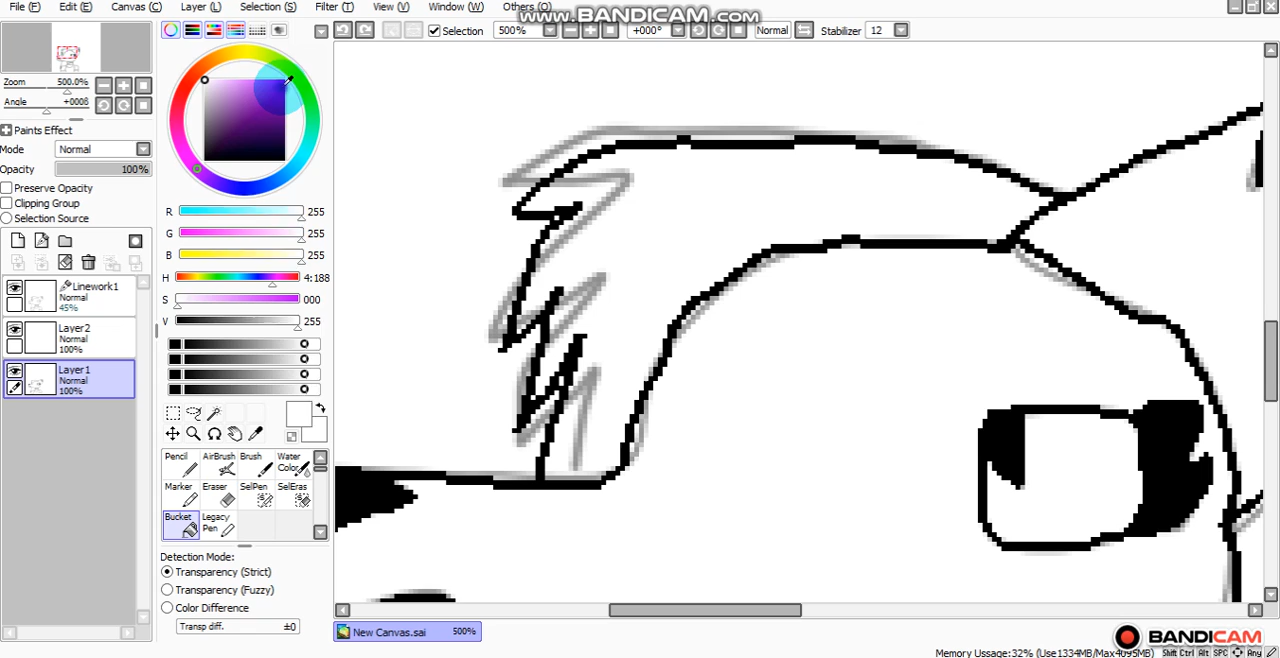 File (F) Edit (E) Canvas (C) Layer (L) Selection (S) Filter (T) View (V) Window (W) Others (O)
www.BANDICAM.com
Selection 500% +000° Normal Stabilizer 12
Zoom 500.0%
Angle +000ß
Paints Effect
Mode Normal
Opacity 100%
Preserve Opacity
Clipping Group
Selection Source
Linework1
Normal
45%
Layer2
Normal
100%
Layer1
Normal
100%
R 255
G 255
B 255
H 4:188
S 000
V 255
Pencil AirBrush Brush Water Color
Marker Eraser SelPen SelEras
Bucket Legacy Pen
Detection Mode:
Transparency (Strict)
Transparency (Fuzzy)
Color Difference
Transp diff. ±0
New Canvas.sai 500%
BANDICAM
Memory Ussage:32% (Use1334MB/Max4095MB) Shift Ctrl Alt SPC Any